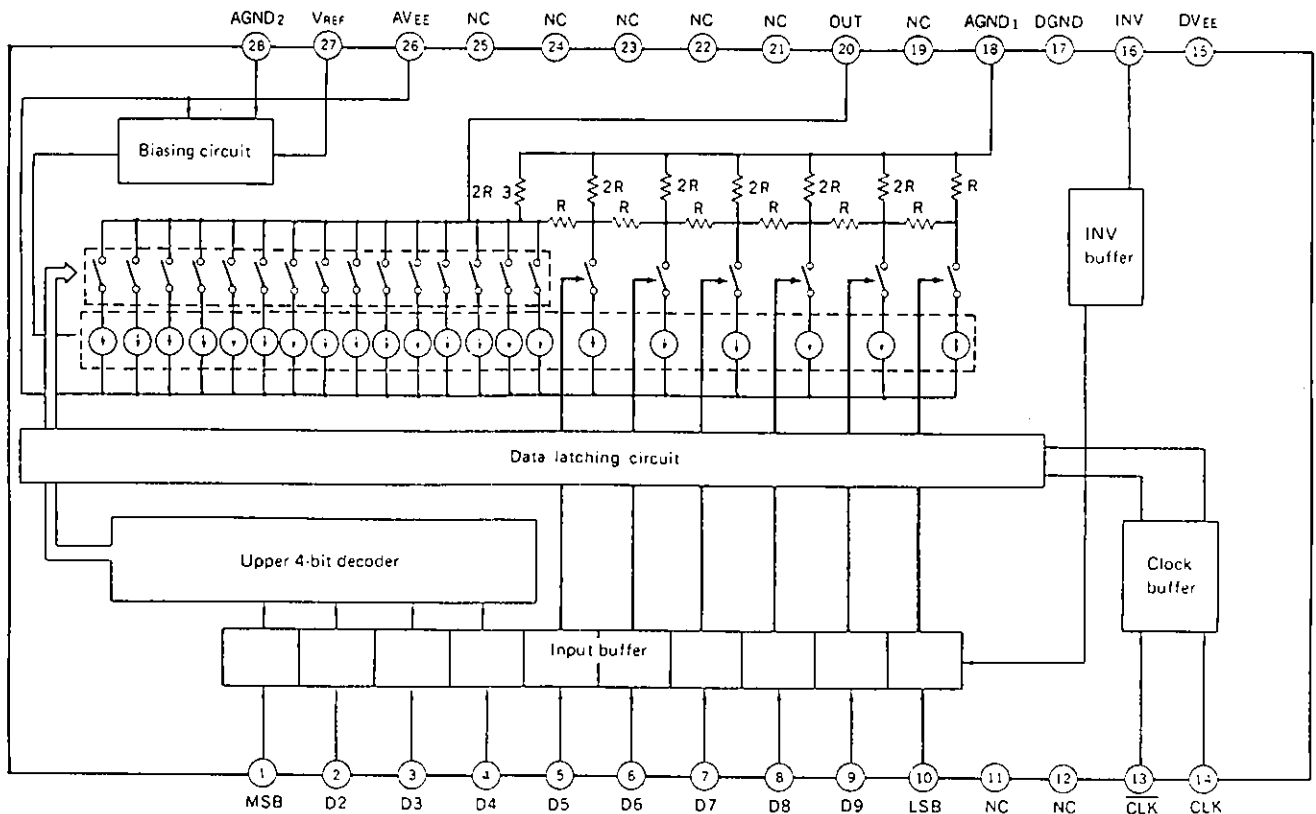 AGND2 VREF AVEE NC NC NC NC NC OUT NC AGND1 DGND INV DVEE
28 27 26 25 24 23 22 21 20 19 18 17 16 15
Biasing circuit
2R 3 2R 2R 2R 2R 2R R
R R R R R R
INV
buffer
Data latching circuit
Upper 4-bit decoder
Clock
buffer
Input buffer
1 2 3 4 5 6 7 8 9 10 11 12 13 14
MSB D2 D3 D4 D5 D6 D7 D8 D9 LSB NC NC CLK CLK